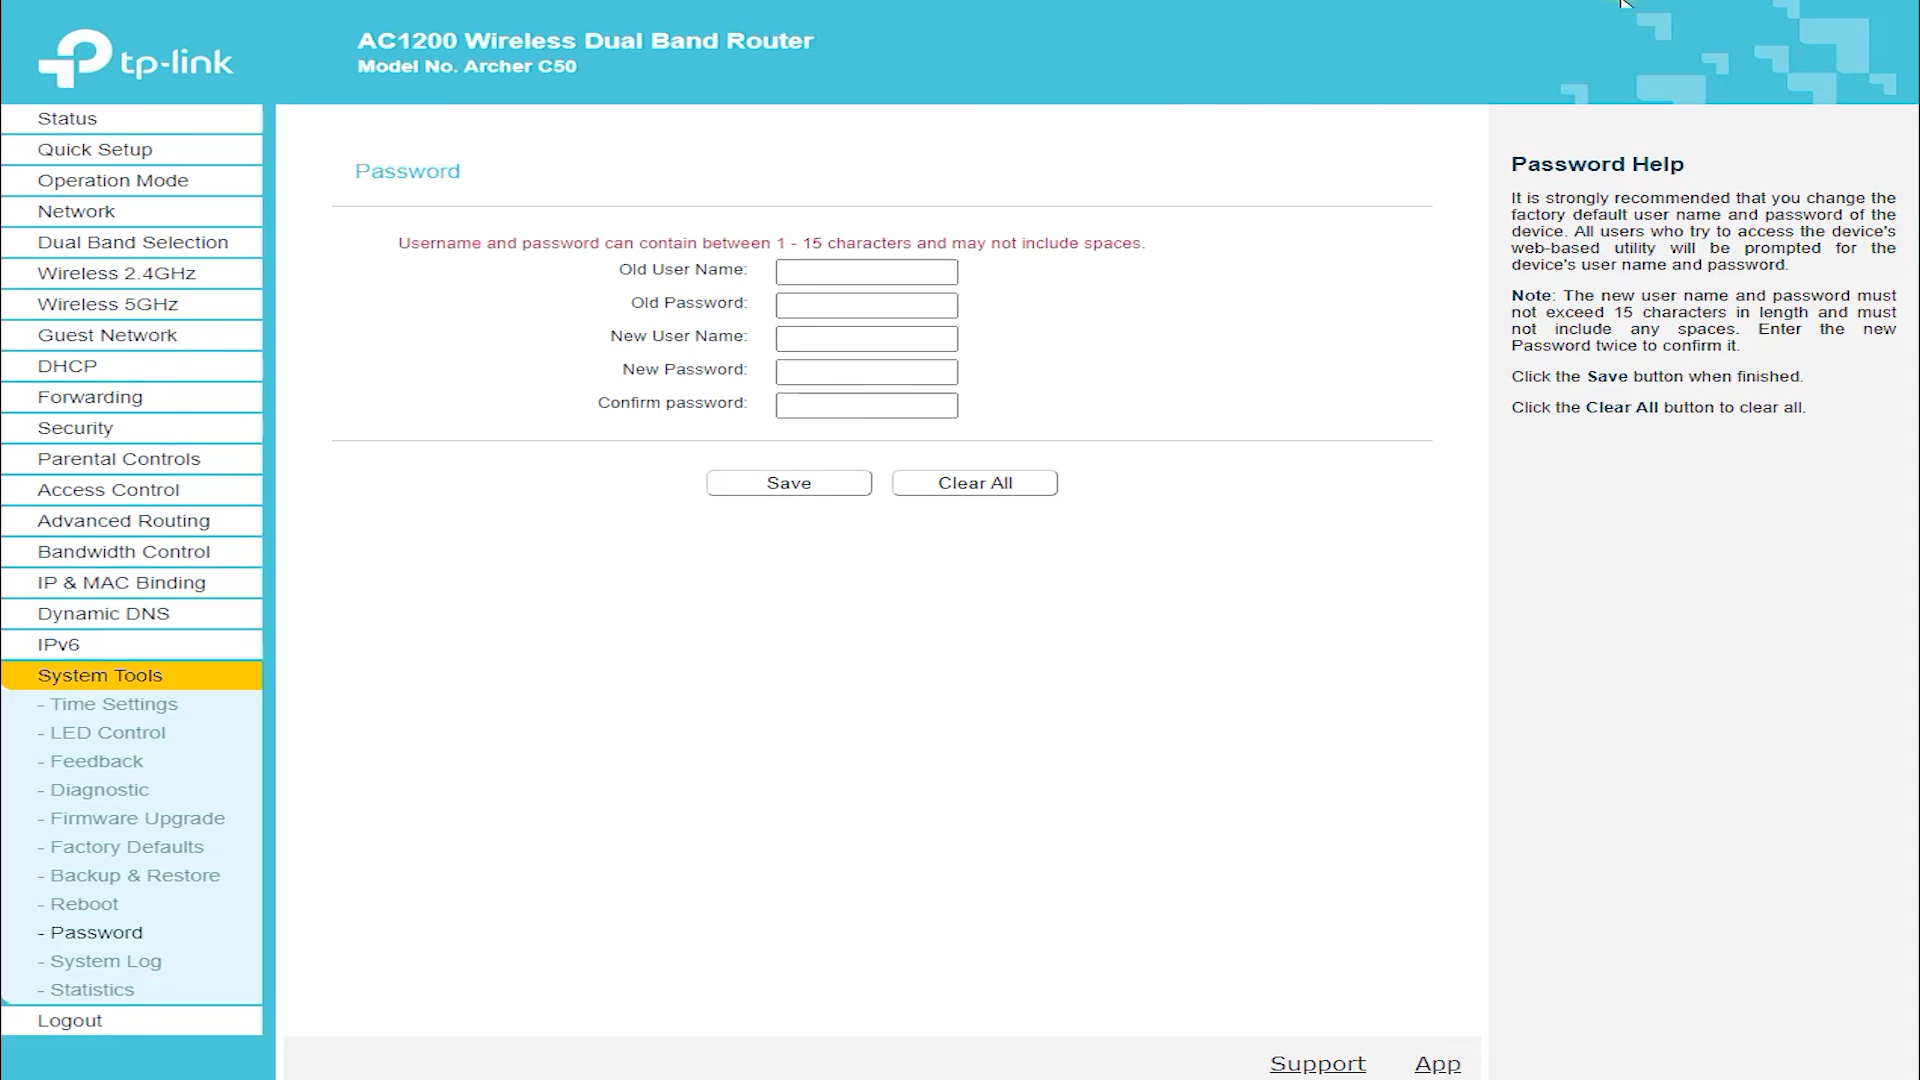 tp-link
AC1200 Wireless Dual Band Router
Model No. Archer C50
Status
Quick Setup
Operation Mode
Network
Dual Band Selection
Wireless 2.4GHz
Wireless 5GHz
Guest Network
DHCP
Forwarding
Security
Parental Controls
Access Control
Advanced Routing
Bandwidth Control
IP & MAC Binding
Dynamic DNS
IPv6
System Tools
- Time Settings
- LED Control
- Feedback
- Diagnostic
- Firmware Upgrade
- Factory Defaults
- Backup & Restore
- Reboot
- Password
- System Log
- Statistics
Logout
Password
Username and password can contain between 1 - 15 characters and may not include spaces.
Old User Name:
Old Password:
New User Name:
New Password:
Confirm password:
Save Clear All
Password Help
It is strongly recommended that you change the
factory default user name and password of the
device. All users who try to access the device's
web-based utility will be prompted for the
device's user name and password.
Note: The new user name and password must
not exceed 15 characters in length and must
not include any spaces. Enter the new
Password twice to confirm it.
Click the Save button when finished.
Click the Clear All button to clear all.
Support App